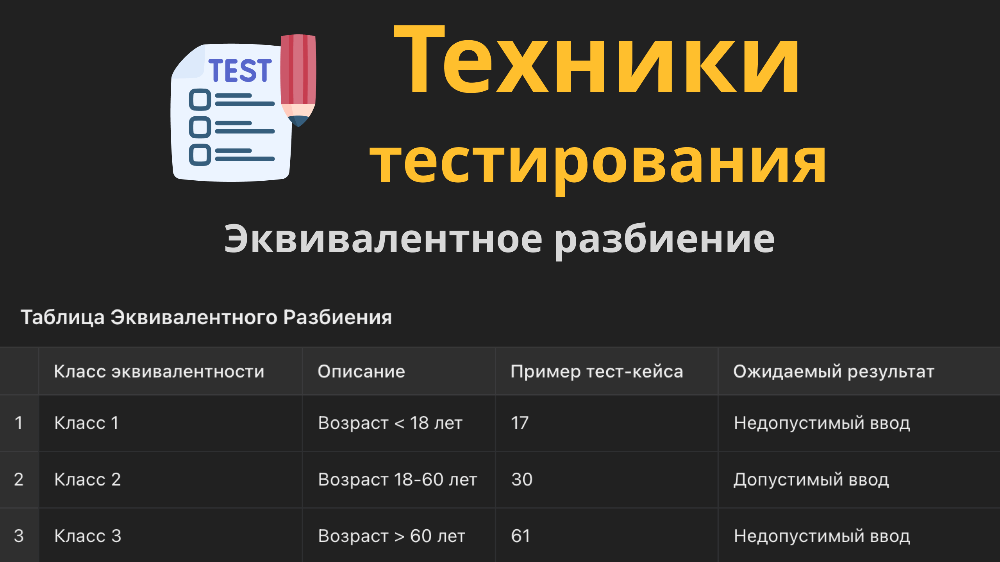 TEST
Техники
тестирования
Эквивалентное разбиение
Таблица Эквивалентного Разбиения
Класс эквивалентности Описание Пример тест-кейса Ожидаемый результат
1 Класс 1 Возраст < 18 лет 17 Недопустимый ввод
2 Класс 2 Возраст 18-60 лет 30 Допустимый ввод
3 Класс 3 Возраст > 60 лет 61 Недопустимый ввод